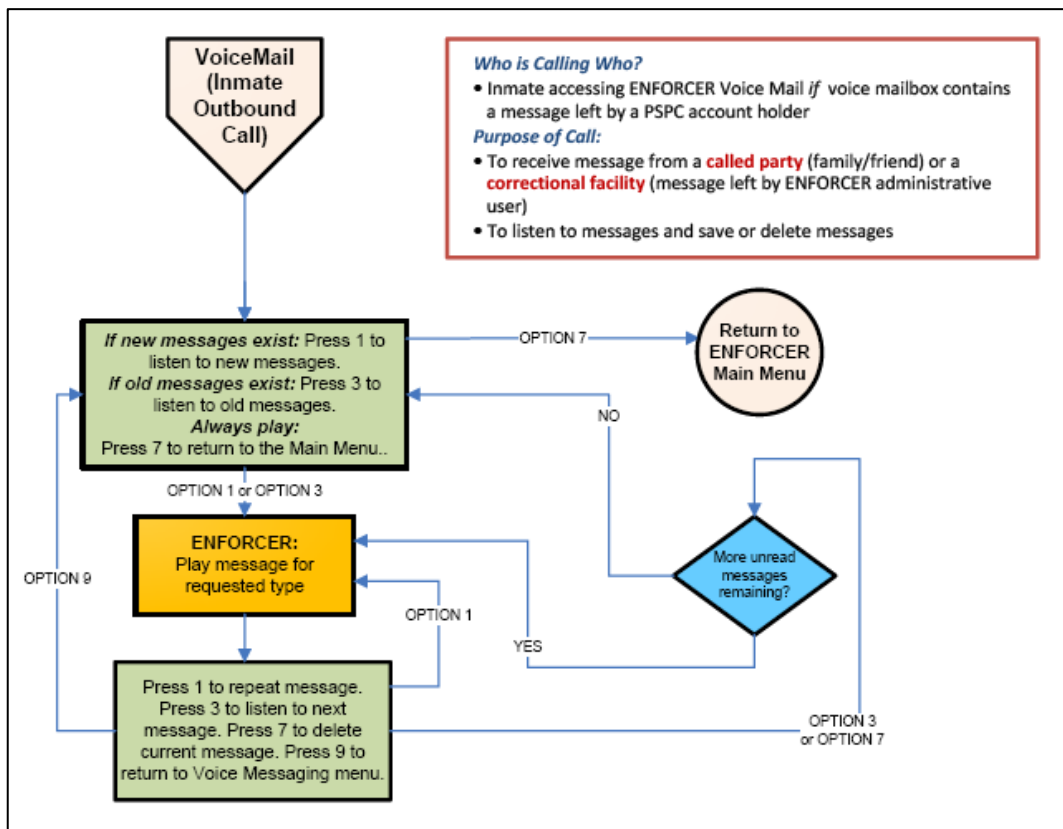 VoiceMail
(Inmate
Outbound
Call)
Who is Calling Who?
• Inmate accessing ENFORCER Voice Mail if voice mailbox contains
a message left by a PSPC account holder
Purpose of Call:
• To receive message from a called party (family/friend) or a
correctional facility (message left by ENFORCER administrative
user)
• To listen to messages and save or delete messages
If new messages exist: Press 1 to
listen to new messages.
If old messages exist: Press 3 to
listen to old messages.
Always play:
Press 7 to return to the Main Menu..
OPTION 7
Return to
ENFORCER
Main Menu
NO
OPTION 1 or OPTION 3
ENFORCER:
Play message for
requested type
More unread
messages
remaining?
OPTION 9
OPTION 1
YES
Press 1 to repeat message.
Press 3 to listen to next
message. Press 7 to delete
current message. Press 9 to
return to Voice Messaging menu.
OPTION 3
or OPTION 7